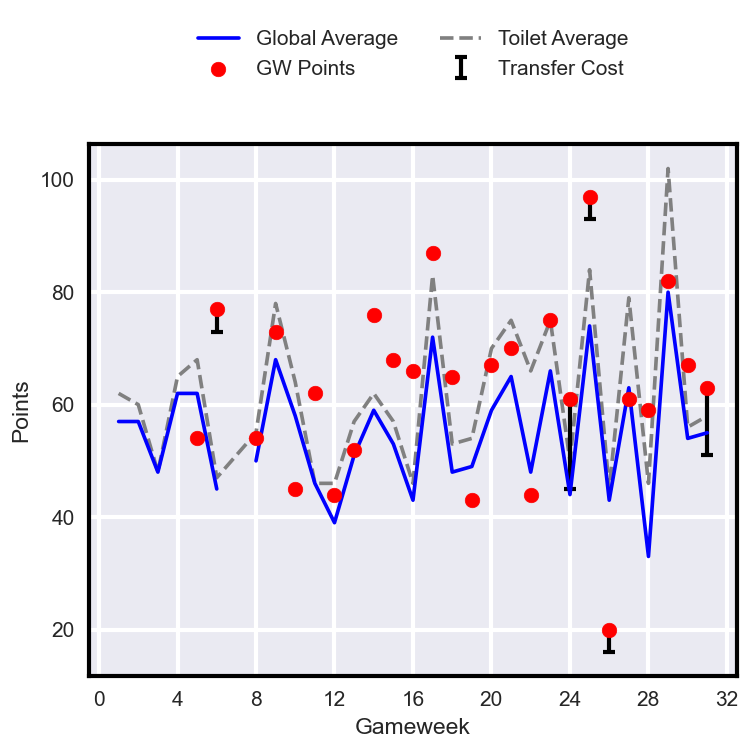 Global Average Toilet Average
GW Points Transfer Cost
100
80
60
40
20
Points
0 4 8 12 16 20 24 28 32
Gameweek